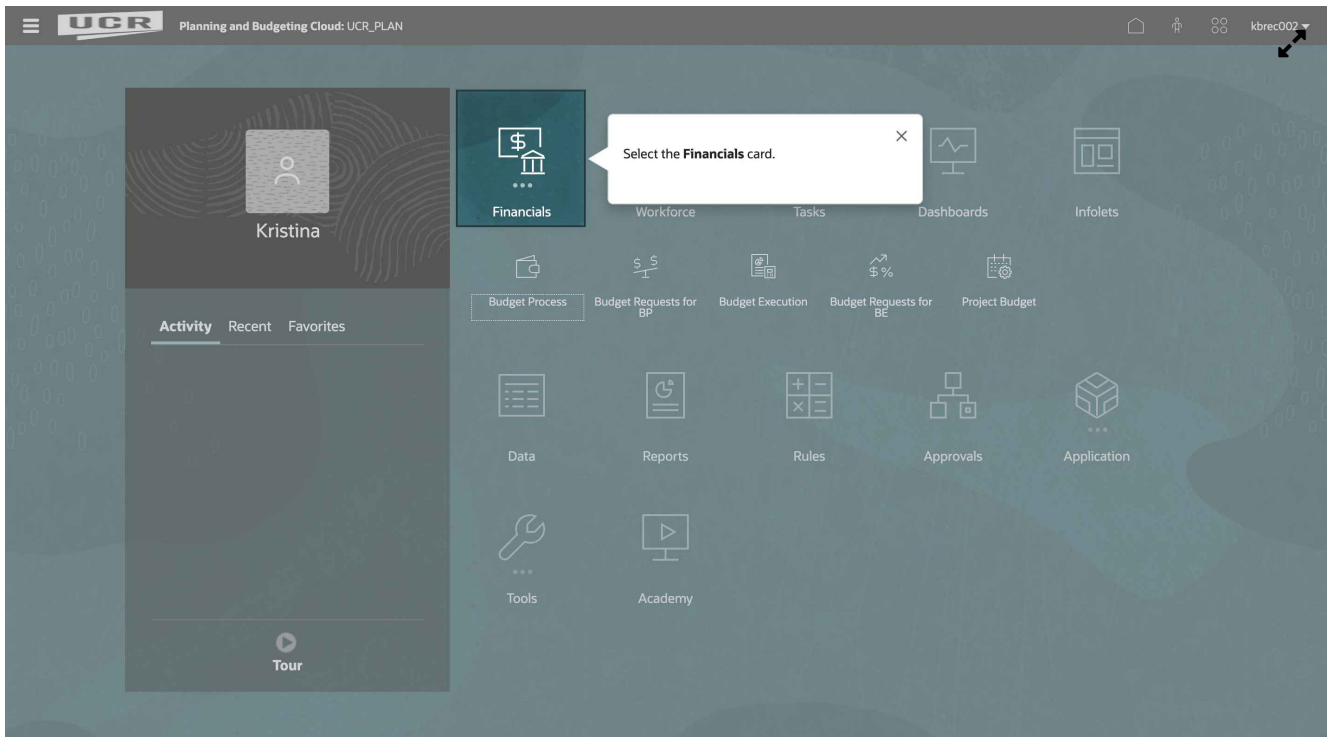 UCR Planning and Budgeting Cloud: UCR_PLAN kbrec002
Select the Financials card.
Financials Workforce Tasks Dashboards Infolets
Kristina
Budget Process Budget Requests for BP Budget Execution Budget Requests for BE Project Budget
Activity Recent Favorites
Data Reports Rules Approvals Application
Tools Academy
Tour